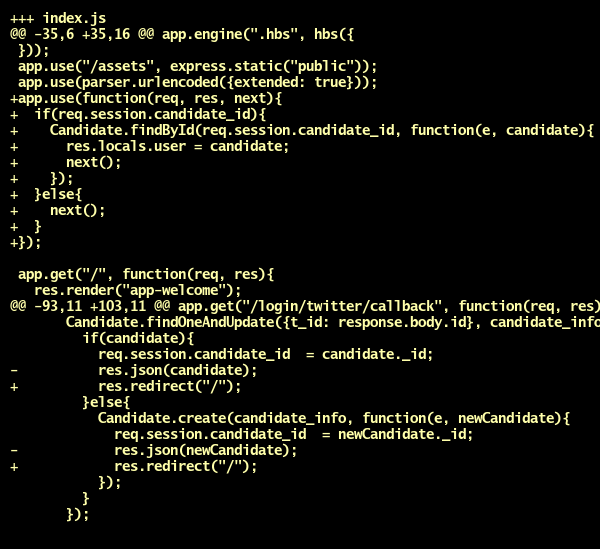 +++ index.js
@@ -35,6 +35,16 @@ app.engine(".hbs", hbs({
 }));
 app.use("/assets", express.static("public"));
 app.use(parser.urlencoded({extended: true}));
+app.use(function(req, res, next){
+  if(req.session.candidate_id){
+    Candidate.findById(req.session.candidate_id, function(e, candidate){
+      res.locals.user = candidate;
+      next();
+    });
+  }else{
+    next();
+  }
+});

 app.get("/", function(req, res){
   res.render("app-welcome");
@@ -93,11 +103,11 @@ app.get("/login/twitter/callback", function(req, res)
       Candidate.findOneAndUpdate({t_id: response.body.id}, candidate_info
         if(candidate){
           req.session.candidate_id  = candidate._id;
-          res.json(candidate);
+          res.redirect("/");
         }else{
           Candidate.create(candidate_info, function(e, newCandidate){
             req.session.candidate_id  = newCandidate._id;
-            res.json(newCandidate);
+            res.redirect("/");
           });
         }
       });